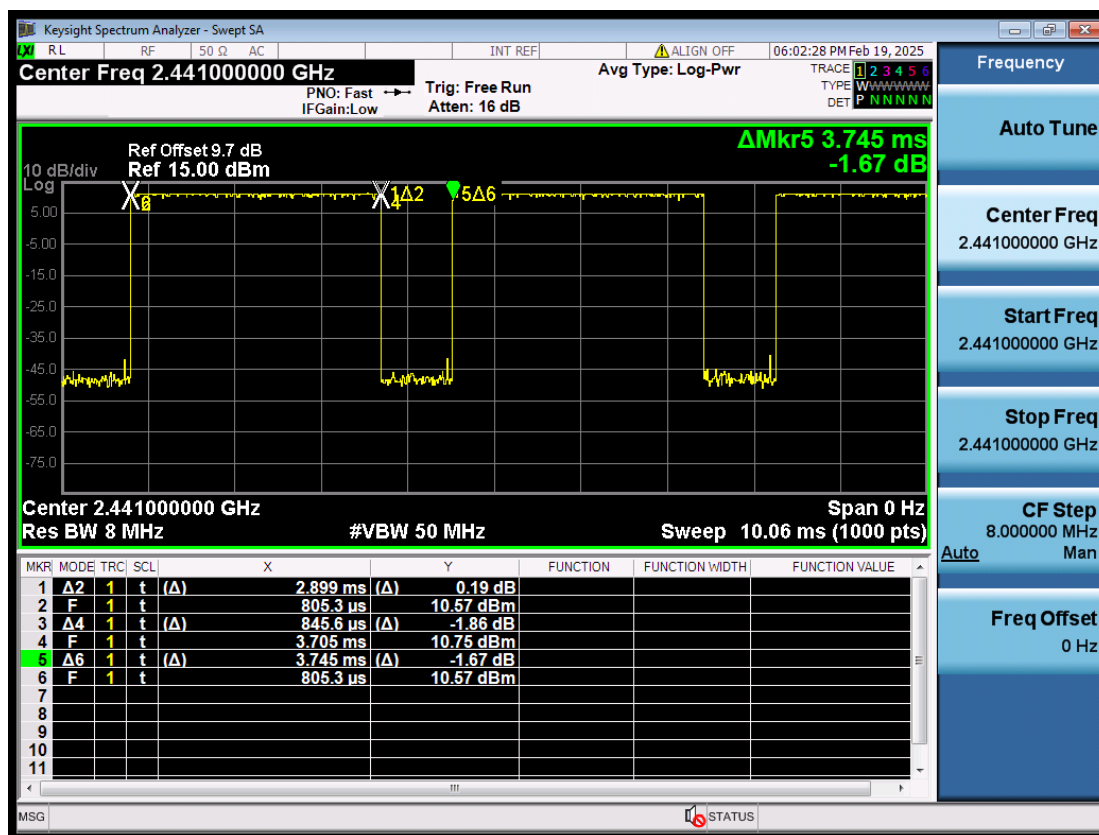 Keysight Spectrum Analyzer - Swept SA
LXI RL RF 50 Ω AC INT REF ALIGN OFF 06:02:28 PM Feb 19, 2025
Center Freq 2.441000000 GHz
PNO: Fast
IFGain:Low
Trig: Free Run
Atten: 16 dB
Avg Type: Log-Pwr
TRACE 1 2 3 4 5 6
TYPE WWWWWW
DET P N N N N N
ΔMkr5 3.745 ms
-1.67 dB
Ref Offset 9.7 dB
10 dB/div Ref 15.00 dBm
Log
5.00
-5.00
-15.0
-25.0
-35.0
-45.0
-55.0
-65.0
-75.0
6
1Δ2
4
5Δ6
Center 2.441000000 GHz Span 0 Hz
Res BW 8 MHz #VBW 50 MHz Sweep 10.06 ms (1000 pts)
MKR MODE TRC SCL X Y FUNCTION FUNCTION WIDTH FUNCTION VALUE
1 Δ2 1 t (Δ) 2.899 ms (Δ) 0.19 dB
2 F 1 t 805.3 µs 10.57 dBm
3 Δ4 1 t (Δ) 845.6 µs (Δ) -1.86 dB
4 F 1 t 3.705 ms 10.75 dBm
5 Δ6 1 t (Δ) 3.745 ms (Δ) -1.67 dB
6 F 1 t 805.3 µs 10.57 dBm
7
8
9
10
11
MSG STATUS
Frequency
Auto Tune
Center Freq
2.441000000 GHz
Start Freq
2.441000000 GHz
Stop Freq
2.441000000 GHz
CF Step
8.000000 MHz
Auto Man
Freq Offset
0 Hz